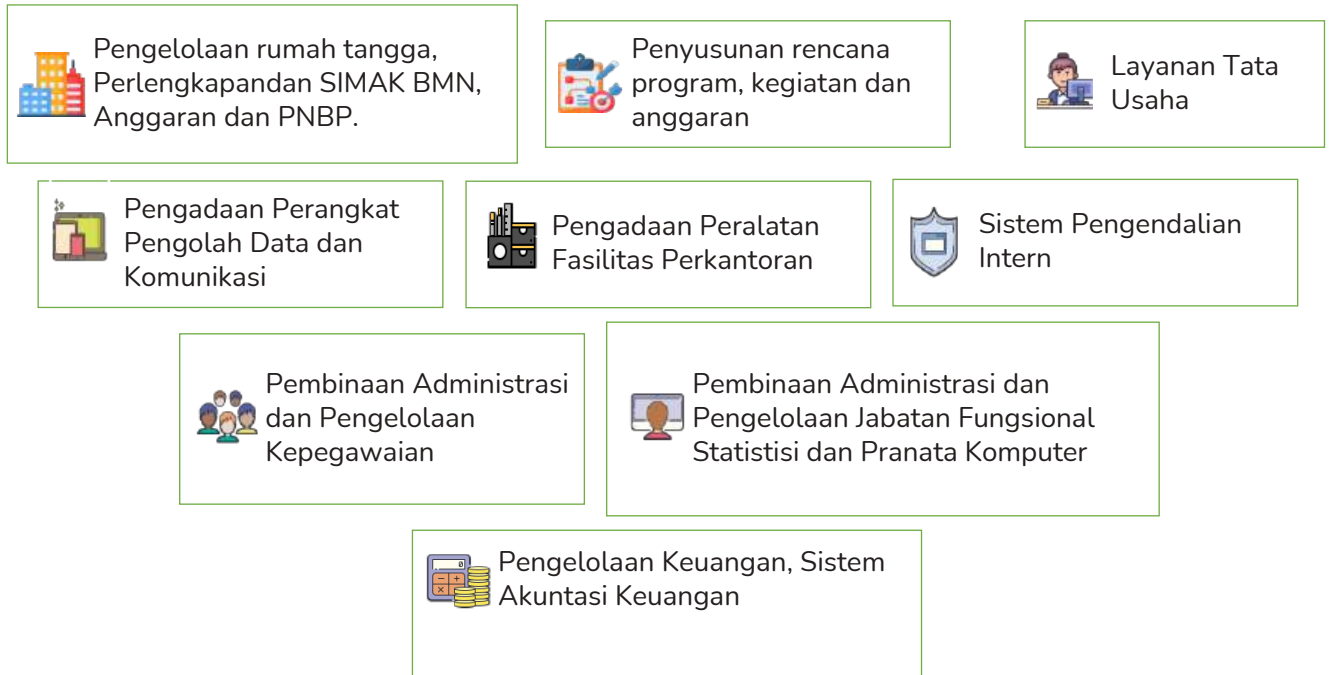 Pengelolaan rumah tangga,
Perlengkapandan SIMAK BMN,
Anggaran dan PNBP.
Penyusunan rencana
program, kegiatan dan
anggaran
Layanan Tata
Usaha
Pengadaan Perangkat
Pengolah Data dan
Komunikasi
Pengadaan Peralatan
Fasilitas Perkantoran
Sistem Pengendalian
Intern
Pembinaan Administrasi
dan Pengelolaan
Kepegawaian
Pembinaan Administrasi dan
Pengelolaan Jabatan Fungsional
Statistisi dan Pranata Komputer
Pengelolaan Keuangan, Sistem
Akuntasi Keuangan